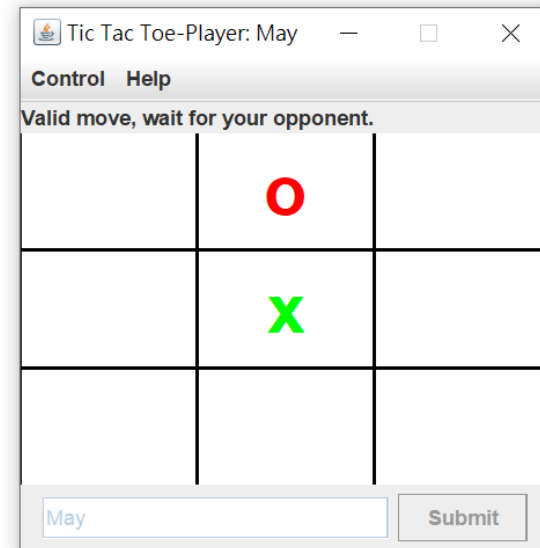 Tic Tac Toe-Player: May
Control Help
Valid move, wait for your opponent.
O
X
May Submit